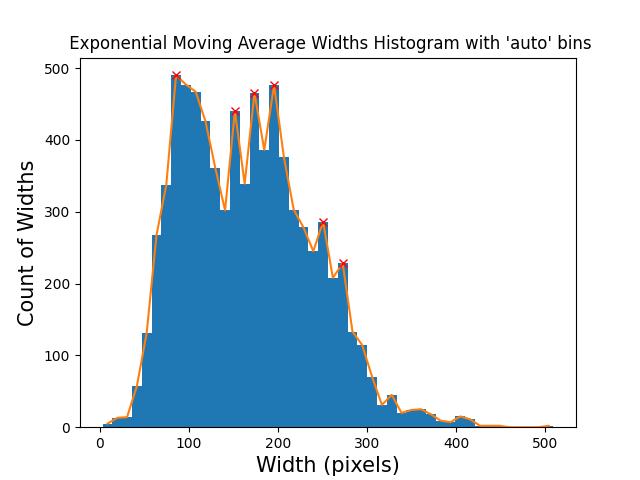 Exponential Moving Average Widths Histogram with 'auto' bins
500
400
300
200
100
0
Count of Widths
0 100 200 300 400 500
Width (pixels)